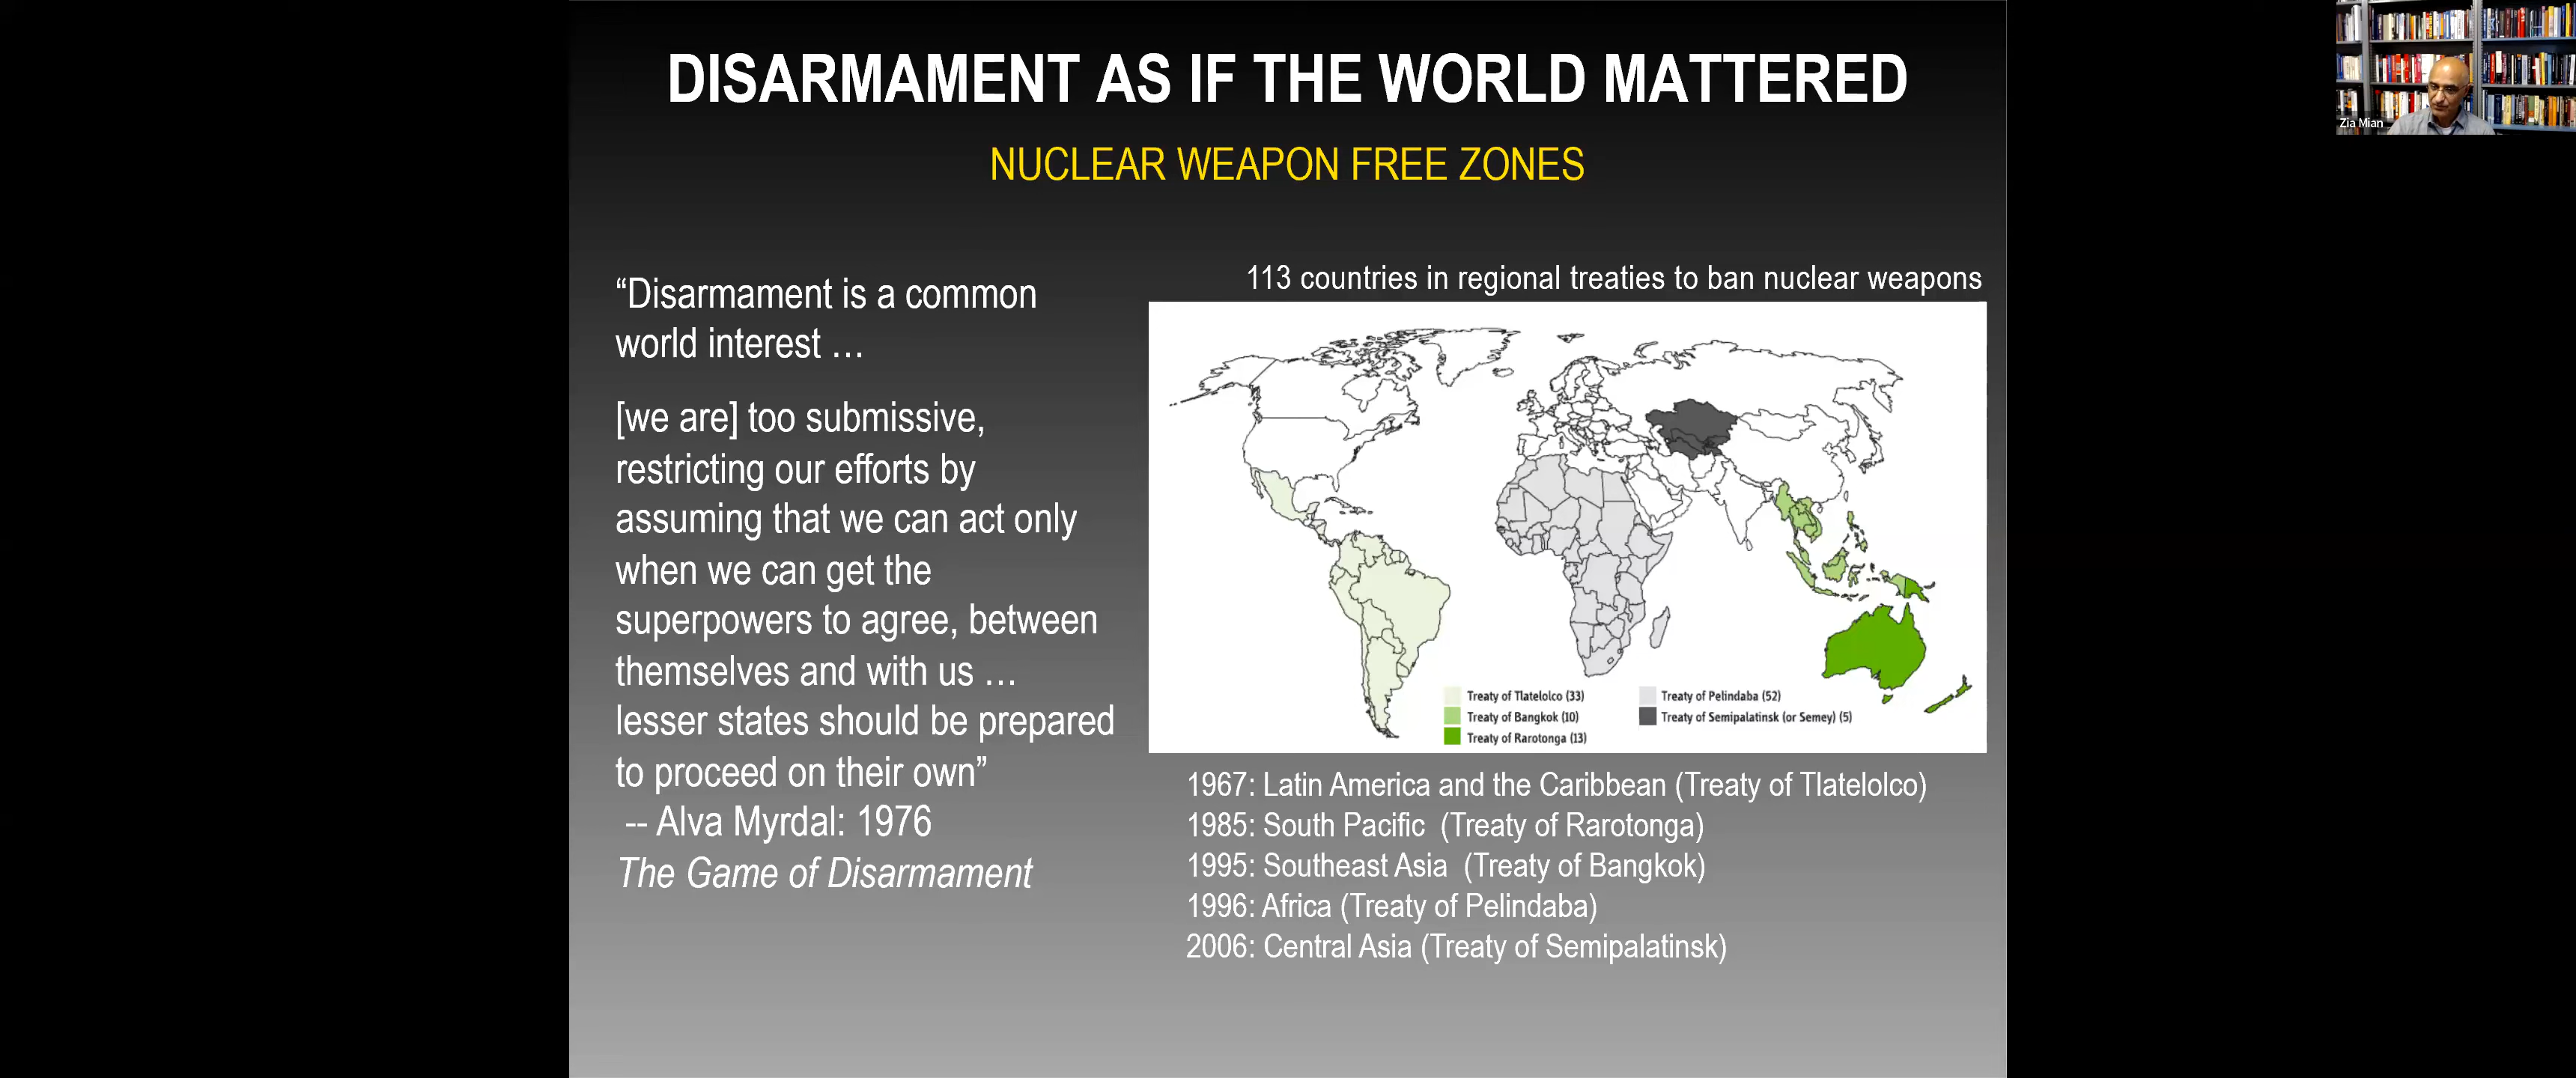 DISARMAMENT AS IF THE WORLD MATTERED
NUCLEAR WEAPON FREE ZONES
“Disarmament is a common
world interest …
[we are] too submissive,
restricting our efforts by
assuming that we can act only
when we can get the
superpowers to agree, between
themselves and with us …
lesser states should be prepared
to proceed on their own”
-- Alva Myrdal: 1976
The Game of Disarmament
113 countries in regional treaties to ban nuclear weapons
Treaty of Tlatelolco (33)
Treaty of Bangkok (10)
Treaty of Rarotonga (13)
Treaty of Pelindaba (52)
Treaty of Semipalatinsk (or Semey) (5)
1967: Latin America and the Caribbean (Treaty of Tlatelolco)
1985: South Pacific (Treaty of Rarotonga)
1995: Southeast Asia (Treaty of Bangkok)
1996: Africa (Treaty of Pelindaba)
2006: Central Asia (Treaty of Semipalatinsk)
Zia Mian